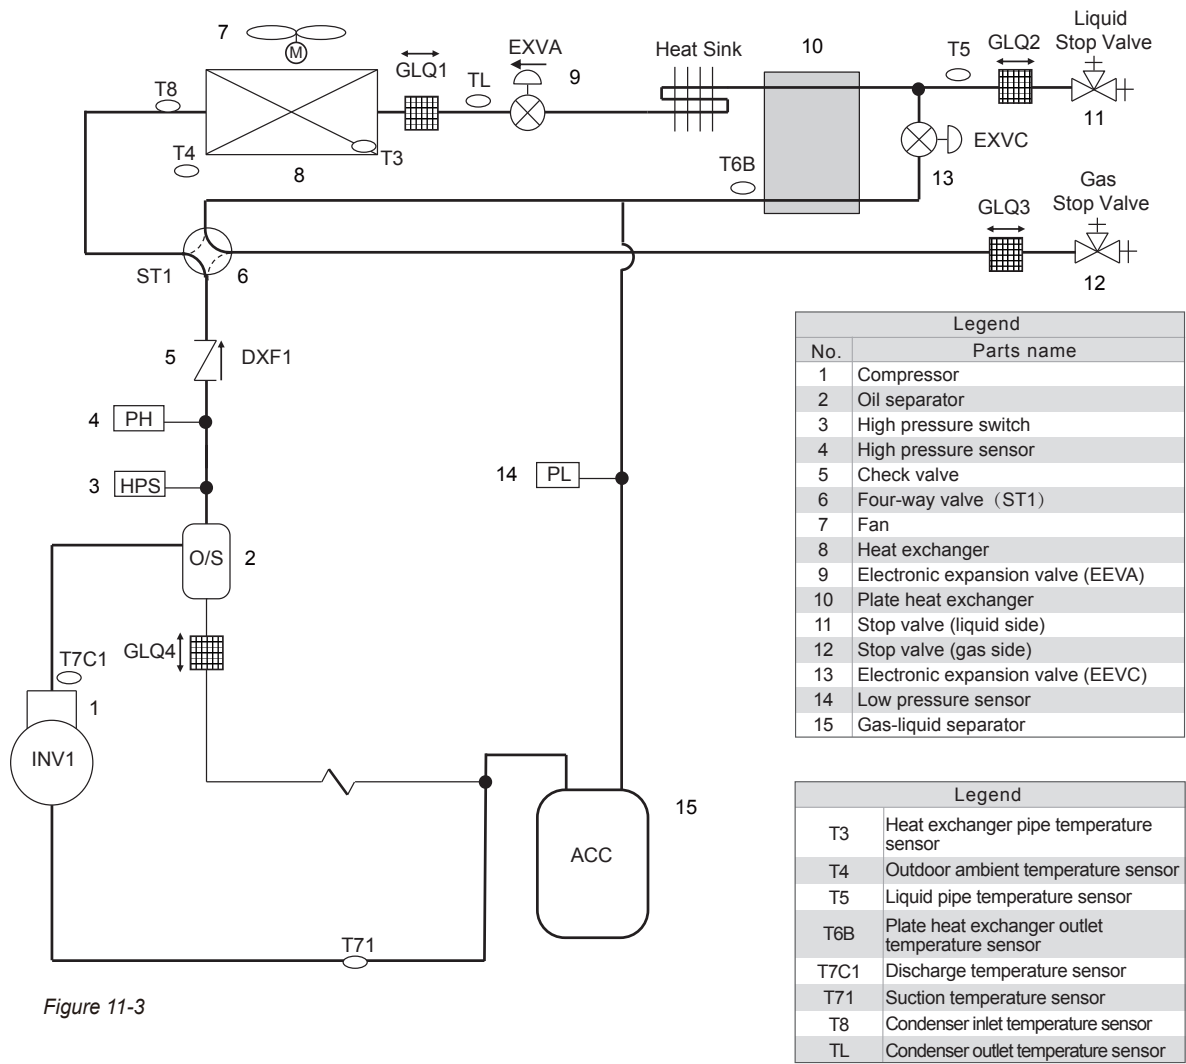 7
M
EXVA
Heat Sink
10
Liquid
Stop Valve
T5
GLQ2
GLQ1
TL
9
T8
11
T4
T3
8
T6B
EXVC
13
Gas
Stop Valve
GLQ3
ST1
6
12
5
DXF1
4
PH
3
HPS
14
PL
O/S
2
GLQ4
T7C1
1
INV1
15
ACC
T71
Figure 11-3
Legend
No. Parts name
1 Compressor
2 Oil separator
3 High pressure switch
4 High pressure sensor
5 Check valve
6 Four-way valve（ST1）
7 Fan
8 Heat exchanger
9 Electronic expansion valve (EEVA)
10 Plate heat exchanger
11 Stop valve (liquid side)
12 Stop valve (gas side)
13 Electronic expansion valve (EEVC)
14 Low pressure sensor
15 Gas-liquid separator
Legend
T3 Heat exchanger pipe temperature
sensor
T4 Outdoor ambient temperature sensor
T5 Liquid pipe temperature sensor
T6B Plate heat exchanger outlet
temperature sensor
T7C1 Discharge temperature sensor
T71 Suction temperature sensor
T8 Condenser inlet temperature sensor
TL Condenser outlet temperature sensor